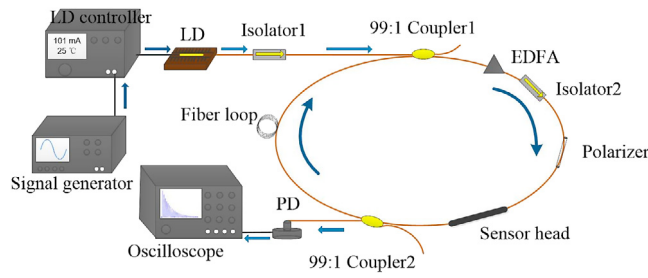 LD controller
101 mA
25 ℃
LD
Isolator1
99:1 Coupler1
EDFA
Isolator2
Fiber loop
Polarizer
Signal generator
PD
Sensor head
Oscilloscope
99:1 Coupler2